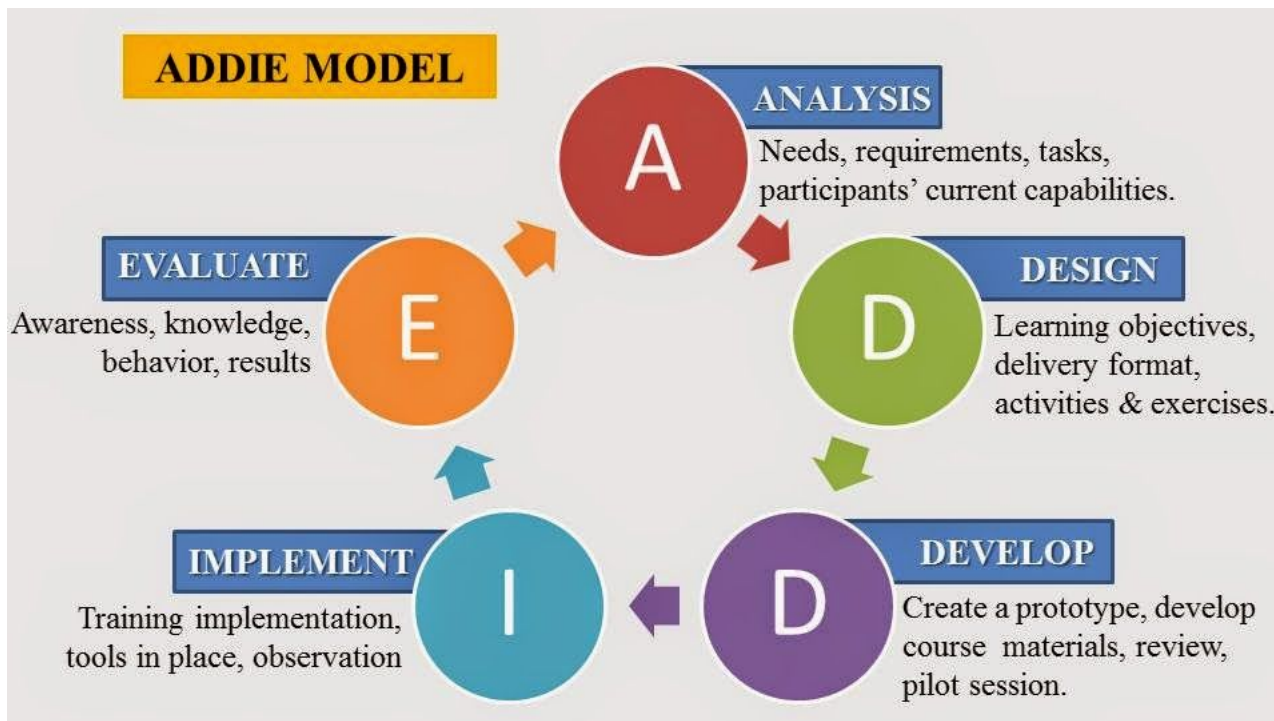 ADDIE MODEL
A
ANALYSIS
Needs, requirements, tasks,
participants’ current capabilities.
D
DESIGN
Learning objectives,
delivery format,
activities & exercises.
D
DEVELOP
Create a prototype, develop
course materials, review,
pilot session.
I
IMPLEMENT
Training implementation,
tools in place, observation
E
EVALUATE
Awareness, knowledge,
behavior, results